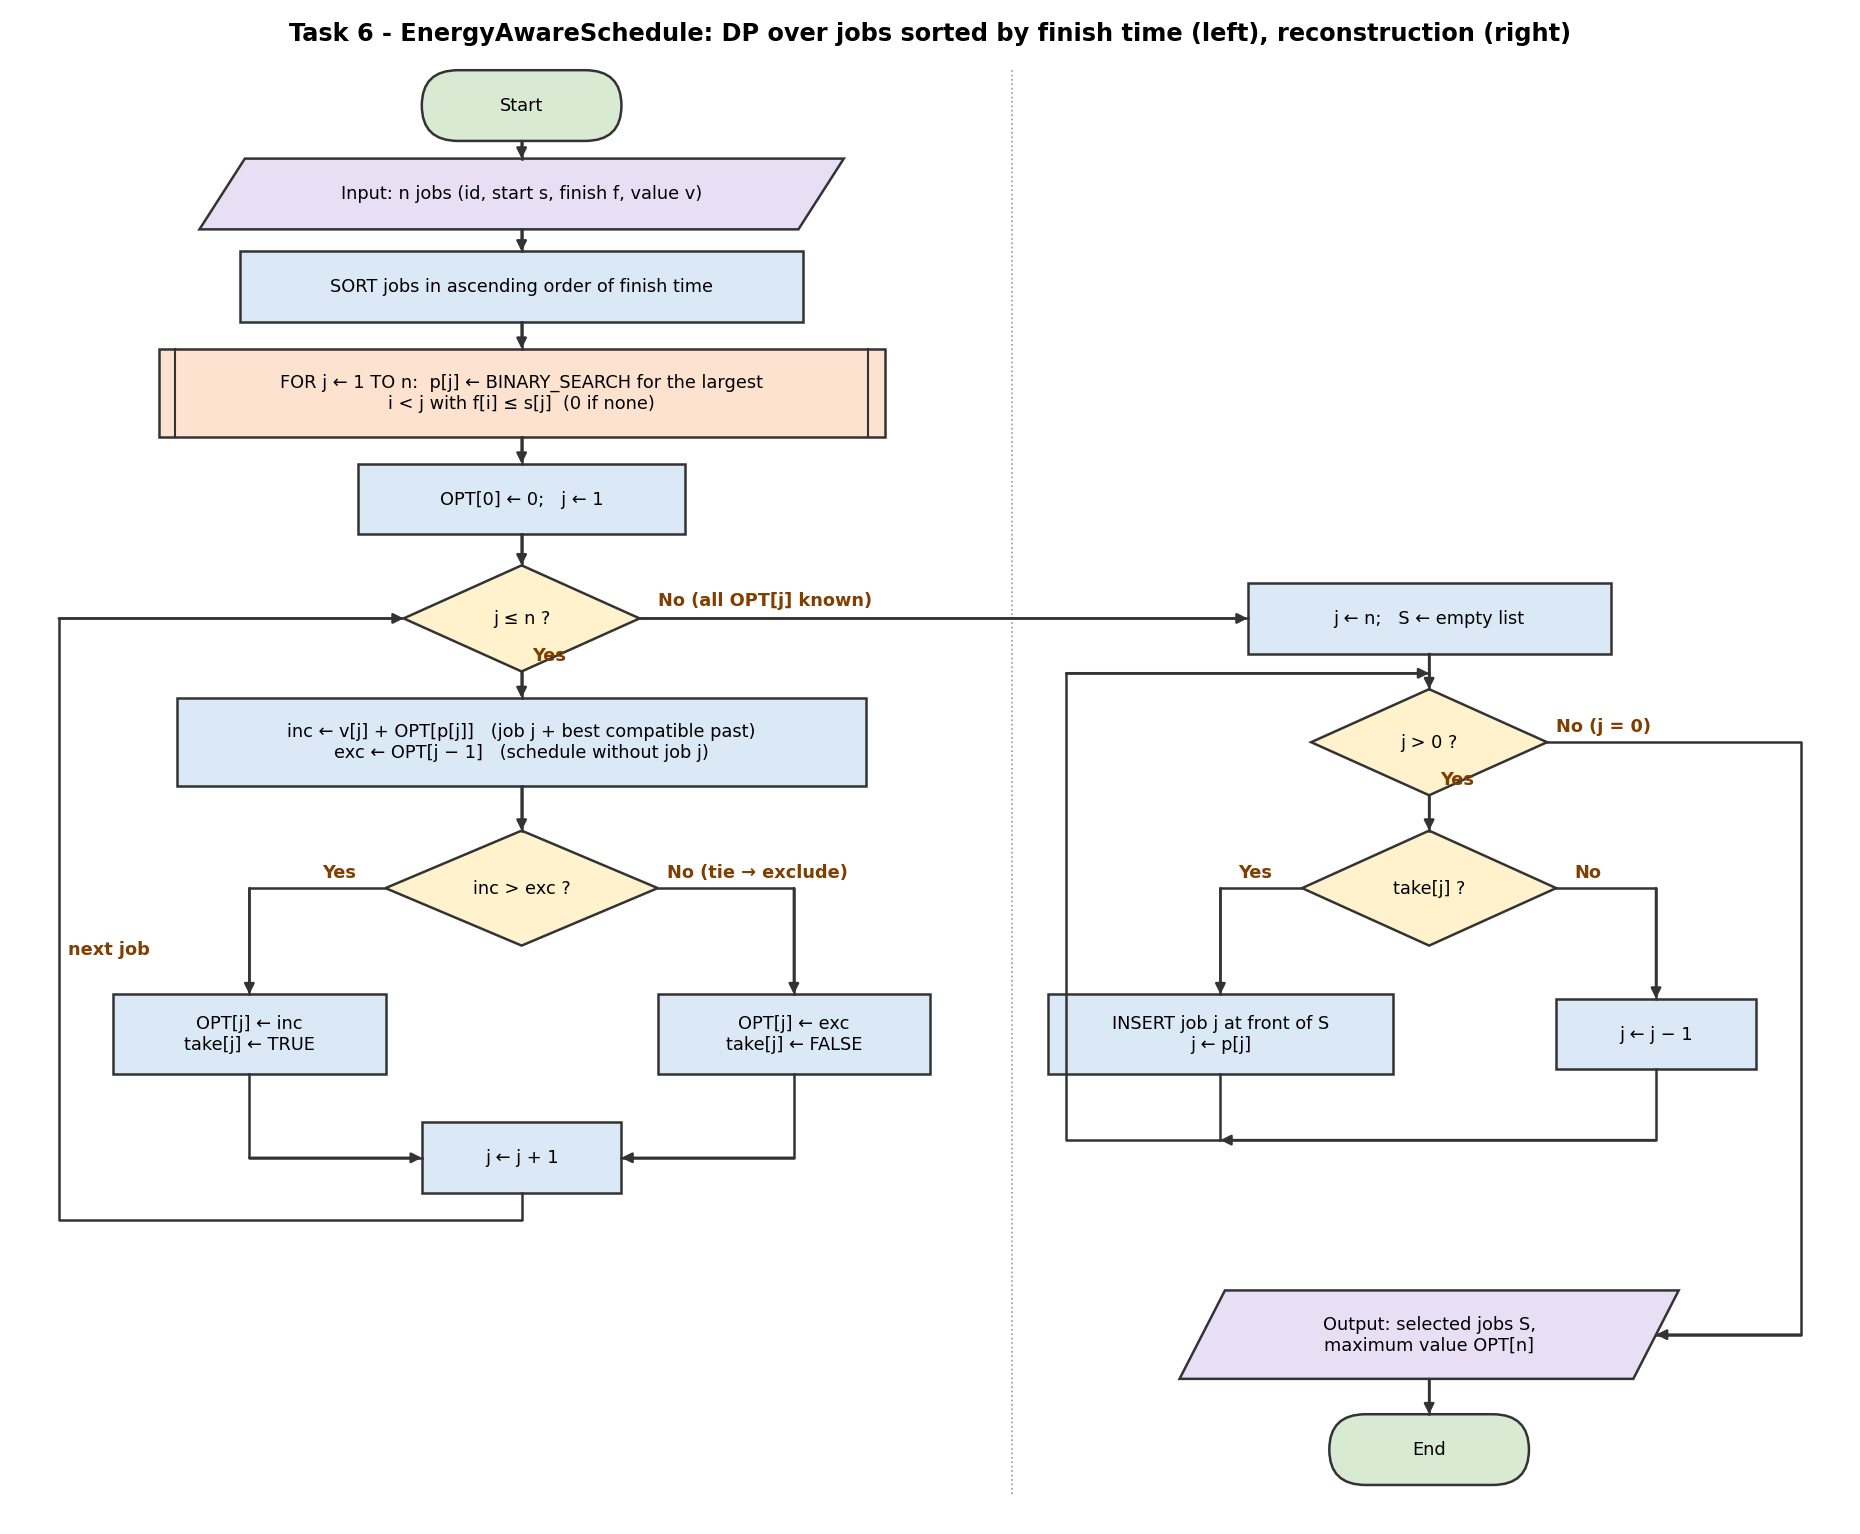 Task 6 - EnergyAwareSchedule: DP over jobs sorted by finish time (left), reconstruction (right)
Start
Input: n jobs (id, start s, finish f, value v)
SORT jobs in ascending order of finish time
FOR j ← 1 TO n:  p[j] ← BINARY_SEARCH for the largest
i < j with f[i] ≤ s[j]  (0 if none)
OPT[0] ← 0;   j ← 1
j ≤ n ?
No (all OPT[j] known)
Yes
inc ← v[j] + OPT[p[j]]   (job j + best compatible past)
exc ← OPT[j − 1]   (schedule without job j)
inc > exc ?
Yes
No (tie → exclude)
next job
OPT[j] ← inc
take[j] ← TRUE
OPT[j] ← exc
take[j] ← FALSE
j ← j + 1
j ← n;   S ← empty list
j > 0 ?
No (j = 0)
Yes
take[j] ?
Yes
No
INSERT job j at front of S
j ← p[j]
j ← j − 1
Output: selected jobs S,
maximum value OPT[n]
End